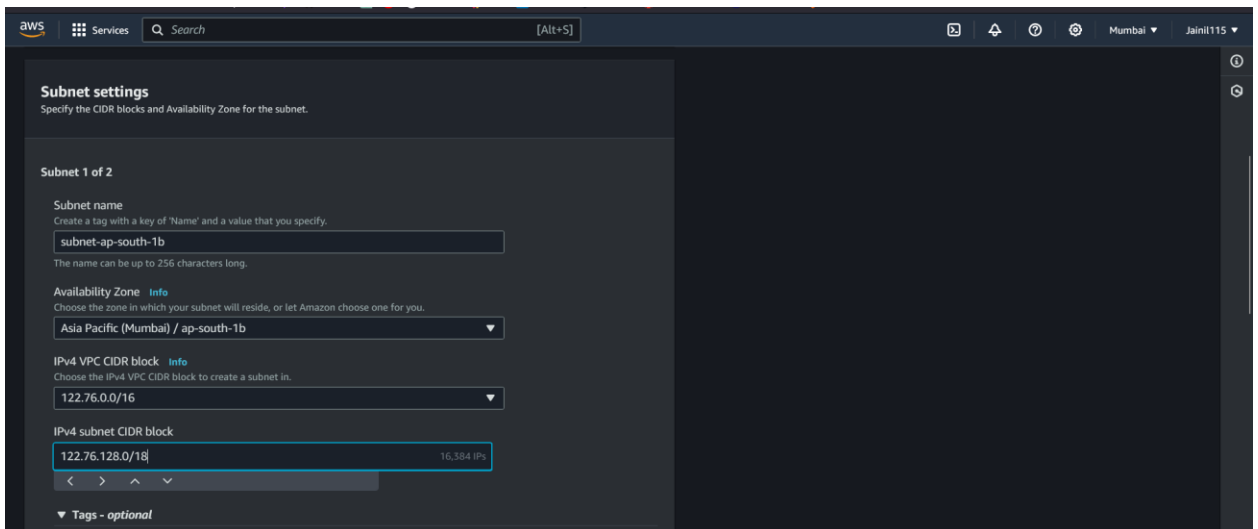 aws
Services
Search
[Alt+S]
Mumbai ▼
Jainil115 ▼
Subnet settings
Specify the CIDR blocks and Availability Zone for the subnet.
Subnet 1 of 2
Subnet name
Create a tag with a key of 'Name' and a value that you specify.
subnet-ap-south-1b
The name can be up to 256 characters long.
Availability Zone Info
Choose the zone in which your subnet will reside, or let Amazon choose one for you.
Asia Pacific (Mumbai) / ap-south-1b
IPv4 VPC CIDR block Info
Choose the IPv4 VPC CIDR block to create a subnet in.
122.76.0.0/16
IPv4 subnet CIDR block
122.76.128.0/18
16,384 IPs
▼ Tags - optional